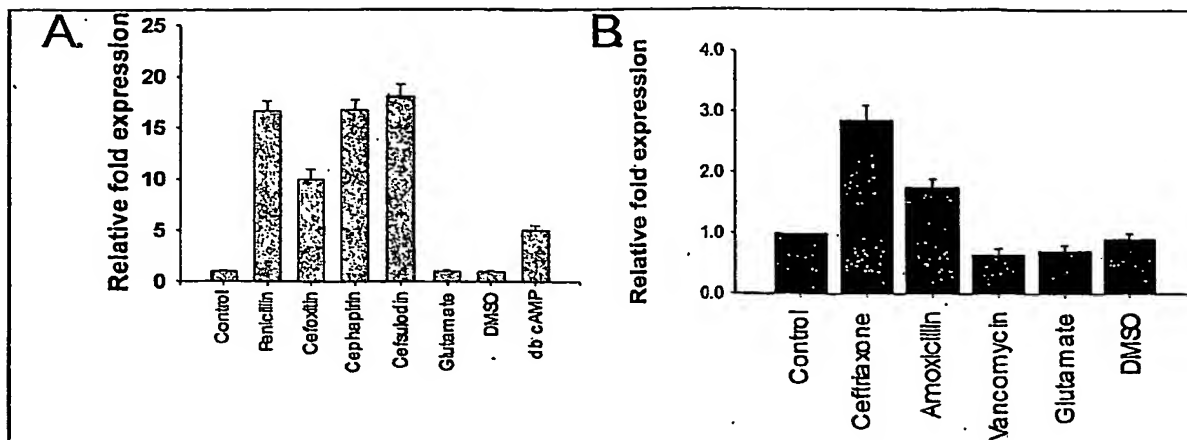 A.
Relative fold expression
25
20
15
10
5
0
Control
Penicillin
Cefoxitin
Cephapirin
Cefsulodin
Glutamate
DMSO
db cAMP
B
Relative fold expression
4.0
3.0
2.0
1.0
0.0
Control
Ceftriaxone
Amoxicillin
Vancomycin
Glutamate
DMSO